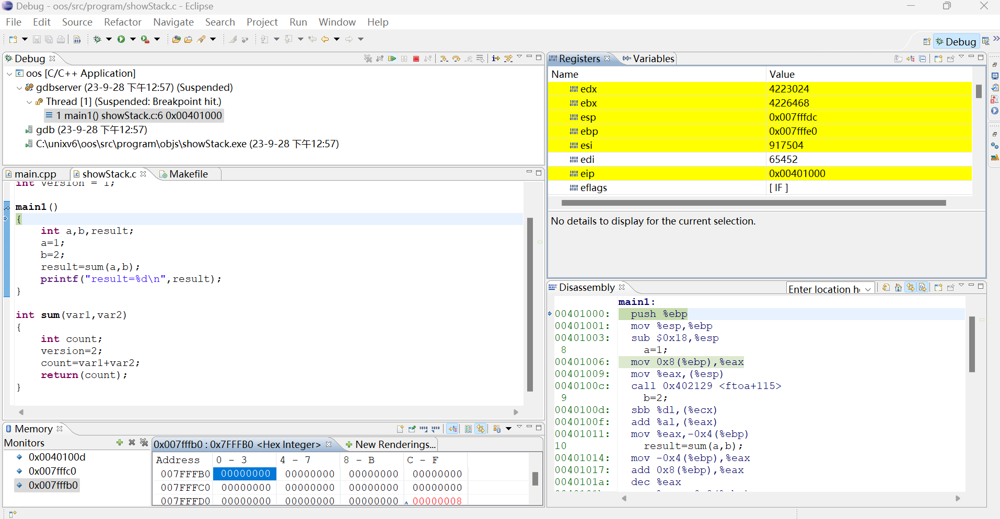 Debug - oos/src/program/showStack.c - Eclipse
File Edit Source Refactor Navigate Search Project Run Window Help
Debug
Debug
oos [C/C++ Application]
gdbserver (23-9-28 下午12:57) (Suspended)
Thread [1] (Suspended: Breakpoint hit.)
1 main1() showStack.c:6 0x00401000
gdb (23-9-28 下午12:57)
C:\unixv6\oos\src\program\objs\showStack.exe (23-9-28 下午12:57)
Registers (x)= Variables
Name Value
edx 4223024
ebx 4226468
esp 0x007fffdc
ebp 0x007fffe0
esi 917504
edi 65452
eip 0x00401000
eflags [ IF ]
No details to display for the current selection.
main.cpp showStack.c Makefile
int version = 1;
main1()
{
int a,b,result;
a=1;
b=2;
result=sum(a,b);
printf("result=%d\n",result);
}
int sum(var1,var2)
{
int count;
version=2;
count=var1+var2;
return(count);
}
Disassembly Enter location he
main1:
00401000: push %ebp
00401001: mov %esp,%ebp
00401003: sub $0x18,%esp
8 a=1;
00401006: mov 0x8(%ebp),%eax
00401009: mov %eax,(%esp)
0040100c: call 0x402129 <ftoa+115>
9 b=2;
0040100d: sbb %dl,(%ecx)
0040100f: add %al,(%eax)
00401011: mov %eax,-0x4(%ebp)
10 result=sum(a,b);
00401014: mov -0x4(%ebp),%eax
00401017: add 0x8(%ebp),%eax
0040101a: dec %eax
Memory
Monitors
0x0040100d
0x007fffc0
0x007fffb0
0x007fffb0 : 0x7FFFB0 <Hex Integer> New Renderings...
Address 0 - 3 4 - 7 8 - B C - F
007FFFB0 00000000 00000000 00000000 00000000
007FFFC0 00000000 00000000 00000000 00000000
007FFFD0 00000000 00000000 00000000 00000008